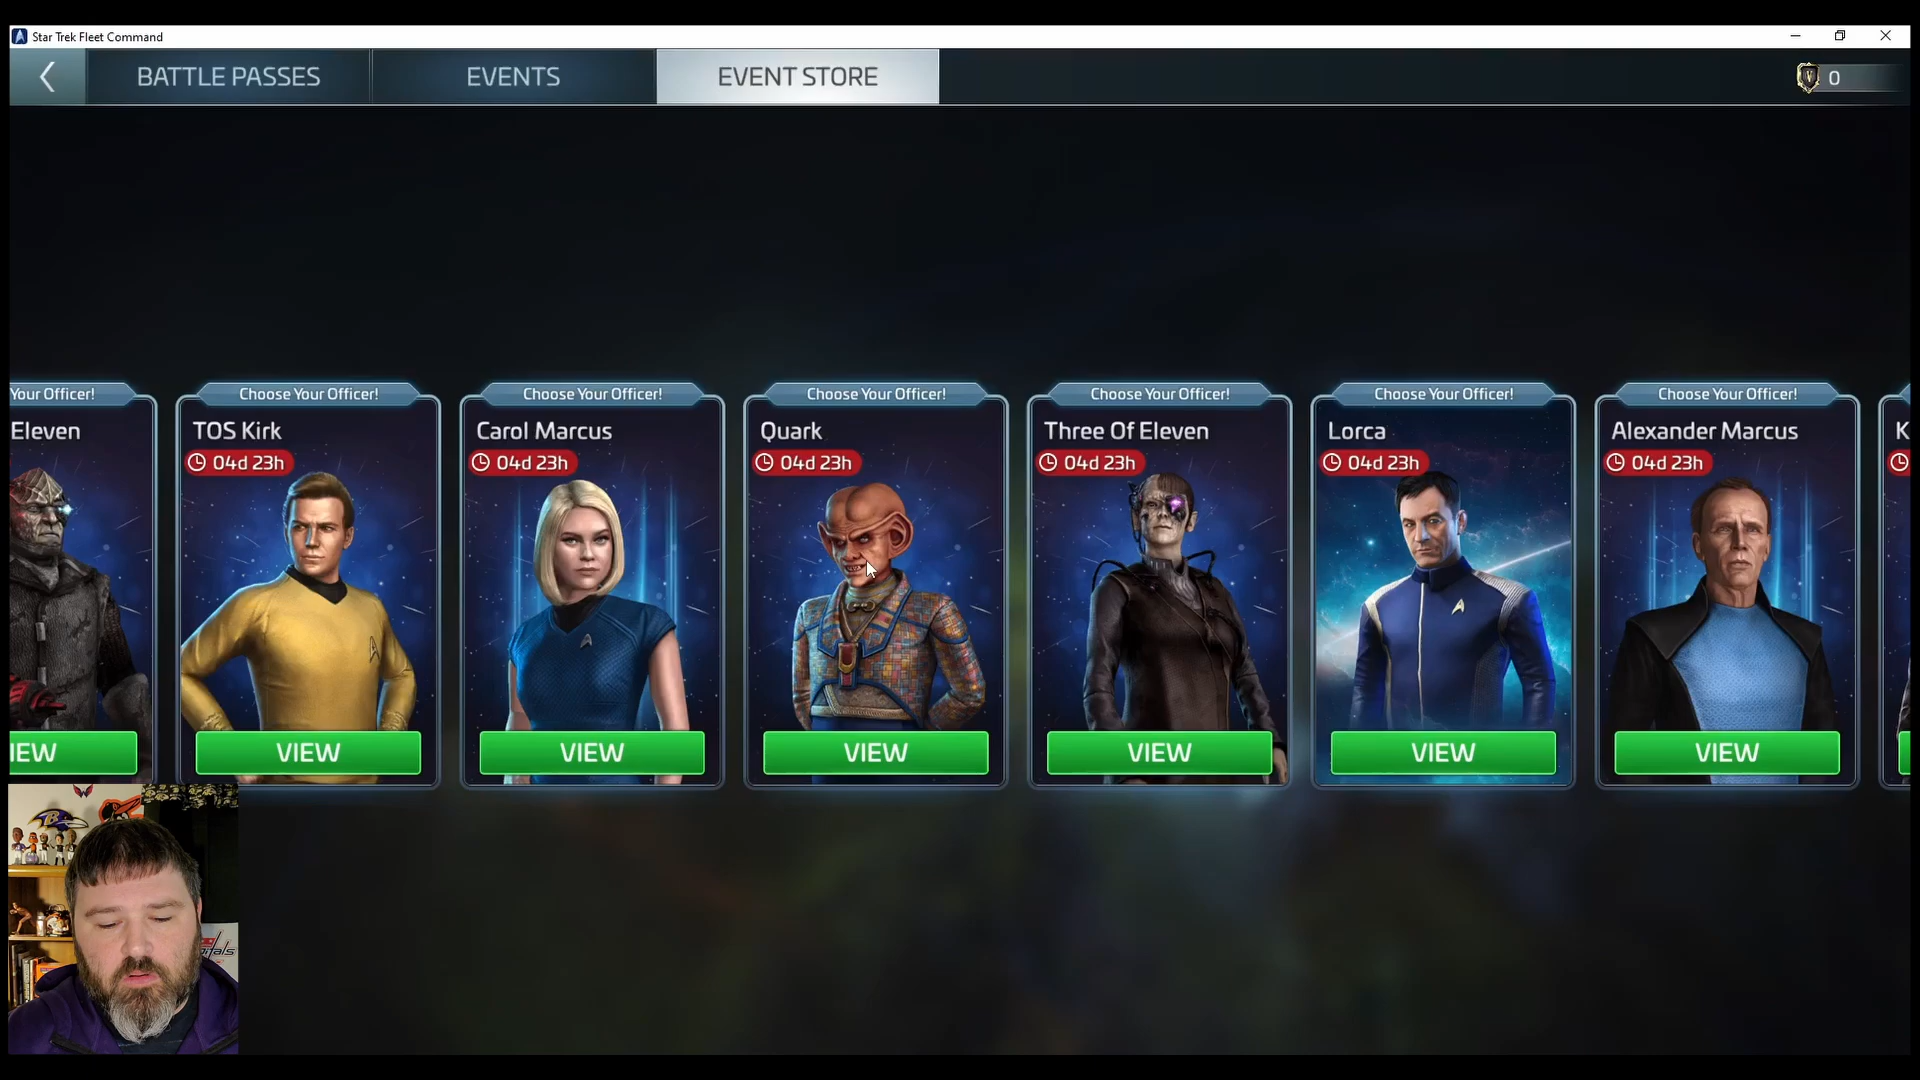 Star Trek Fleet Command
BATTLE PASSES
EVENTS
EVENT STORE
0
Your Officer!
Eleven
IEW
Choose Your Officer!
TOS Kirk
04d 23h
VIEW
Choose Your Officer!
Carol Marcus
04d 23h
VIEW
Choose Your Officer!
Quark
04d 23h
VIEW
Choose Your Officer!
Three Of Eleven
04d 23h
VIEW
Choose Your Officer!
Lorca
04d 23h
VIEW
Choose Your Officer!
Alexander Marcus
04d 23h
VIEW
K